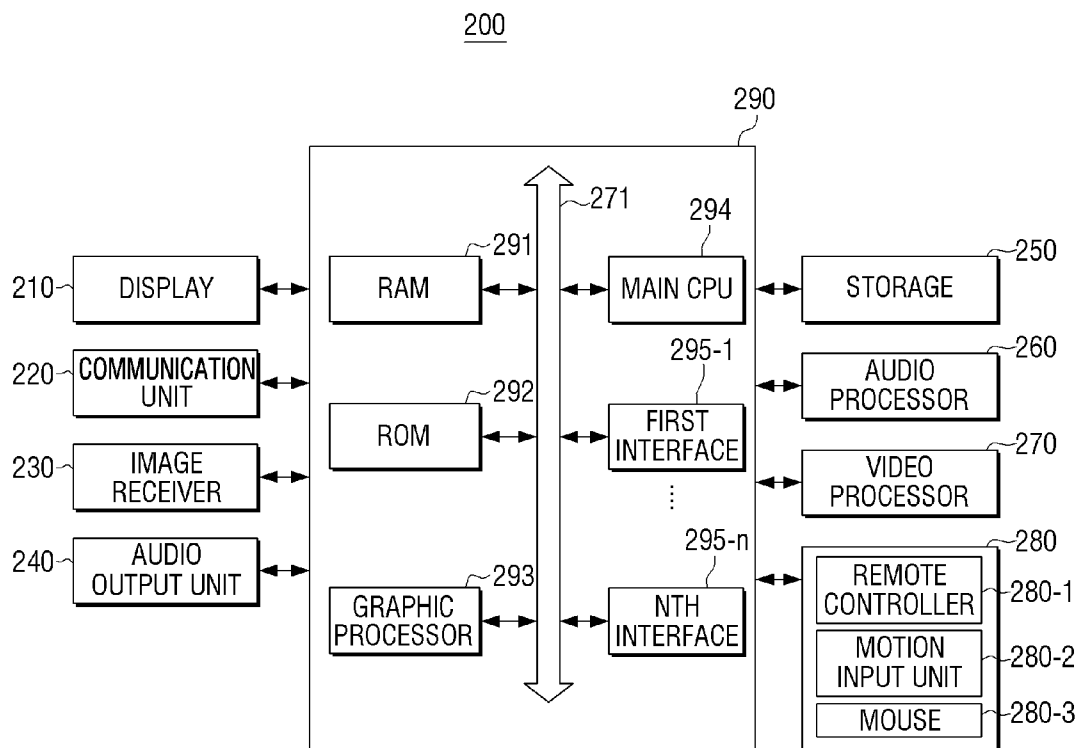 200
290
271
294
291
250
210
DISPLAY
RAM
MAIN CPU
STORAGE
295-1
260
220
COMMUNICATION
UNIT
292
AUDIO
PROCESSOR
ROM
FIRST
INTERFACE
230
IMAGE
RECEIVER
270
VIDEO
PROCESSOR
295-n
280
240
AUDIO
OUTPUT UNIT
293
GRAPHIC
PROCESSOR
NTH
INTERFACE
REMOTE
CONTROLLER
280-1
MOTION
INPUT UNIT
280-2
MOUSE
280-3